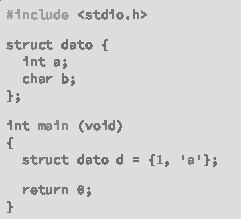 #include <stdio.h>
struct dato {
int a;
char b;
};
int main (void)
{
struct dato d = {1, 'a'};
return 0;
}